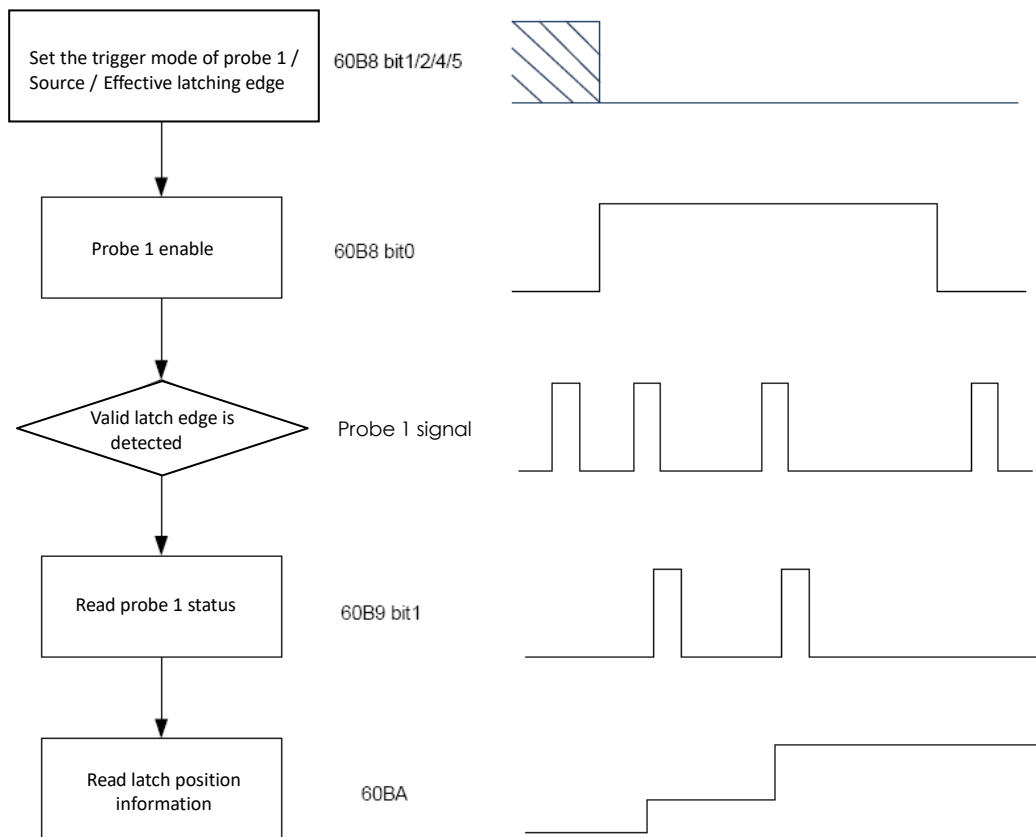 Set the trigger mode of probe 1 /
Source / Effective latching edge
60B8 bit1/2/4/5
Probe 1 enable
60B8 bit0
Valid latch edge is
detected
Probe 1 signal
Read probe 1 status
60B9 bit1
Read latch position
information
60BA